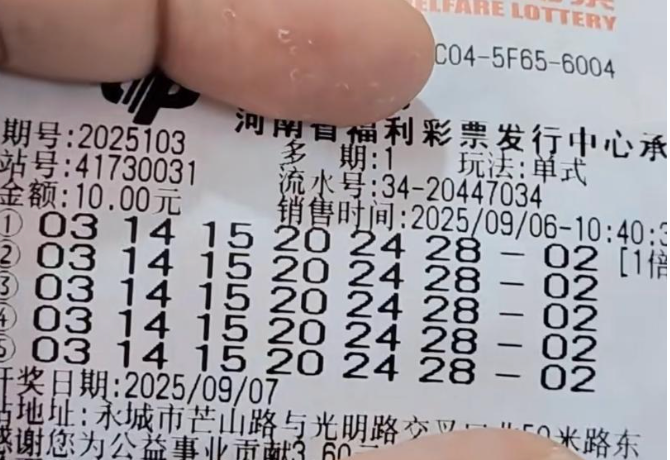 WELFARE LOTTERY
C04-5F65-6004
河南省福利彩票发行中心承
期号:2025103 多 期:1 玩法:单式
站号:41730031 流水号:34-20447034
金额:10.00元 销售时间:2025/09/06-10:40:3
① 03 14 15 20 24 28 - 02 [1倍
② 03 14 15 20 24 28 - 02
③ 03 14 15 20 24 28 - 02
④ 03 14 15 20 24 28 - 02
⑤ 03 14 15 20 24 28 - 02
开奖日期:2025/09/07
站地址:永城市芒山路与光明路交叉口北50米路东
感谢您为公益事业贡献3.60元